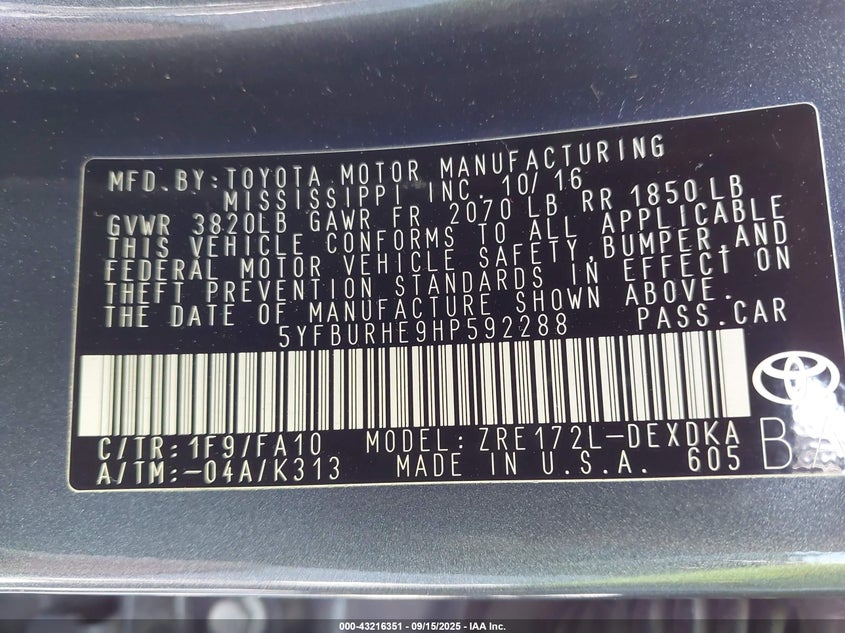 MFD.BY:TOYOTA MOTOR MANUFACTURING
MISSISSIPPI INC. 10/ 16
GVWR 3820LB GAWR FR 2070 LB RR 1850 LB
THIS VEHICLE CONFORMS TO ALL APPLICABLE
FEDERAL MOTOR VEHICLE SAFETY,BUMPER,AND
THEFT PREVENTION STANDARDS IN EFFECT ON
THE DATE OF MANUFACTURE SHOWN ABOVE.
5YFBURHE9HP592288 PASS.CAR
C/TR:1F9/FA10 MODEL:ZRE172L-DEXDKA
A/TM:-04A/K313 MADE IN U.S.A. 605 BA
000-43216351 - 09/15/2025 - IAA Inc.